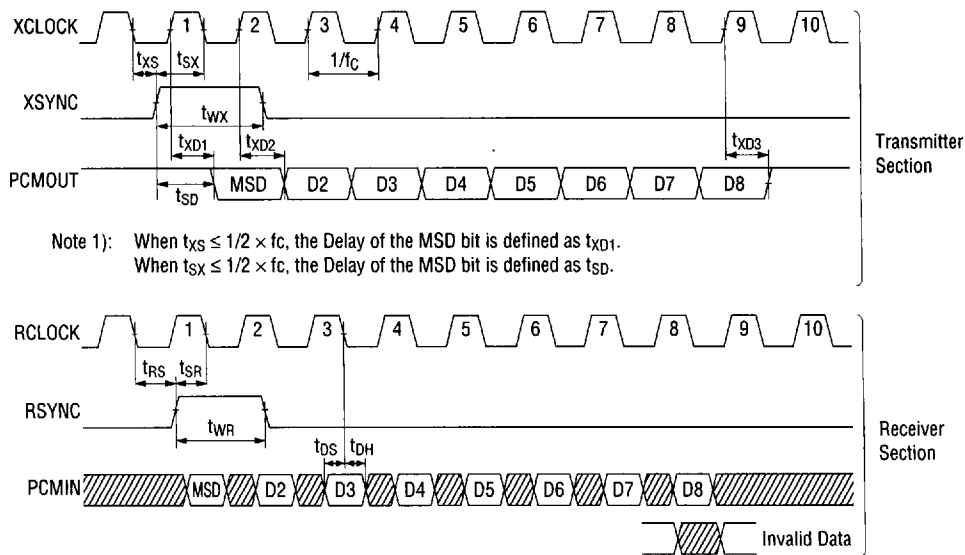 XCLOCK 1 2 3 4 5 6 7 8 9 10
tXS tSX 1/fC
XSYNC
tWX
tXD1 tXD2 tXD3
Transmitter
Section
PCMOUT MSD D2 D3 D4 D5 D6 D7 D8
tSD
Note 1): When tXS ≤ 1/2 × fc, the Delay of the MSD bit is defined as tXD1.
When tSX ≤ 1/2 × fc, the Delay of the MSD bit is defined as tSD.
RCLOCK 1 2 3 4 5 6 7 8 9 10
tRS tSR
RSYNC
tWR
tDS tDH
Receiver
Section
PCMIN MSD D2 D3 D4 D5 D6 D7 D8
Invalid Data